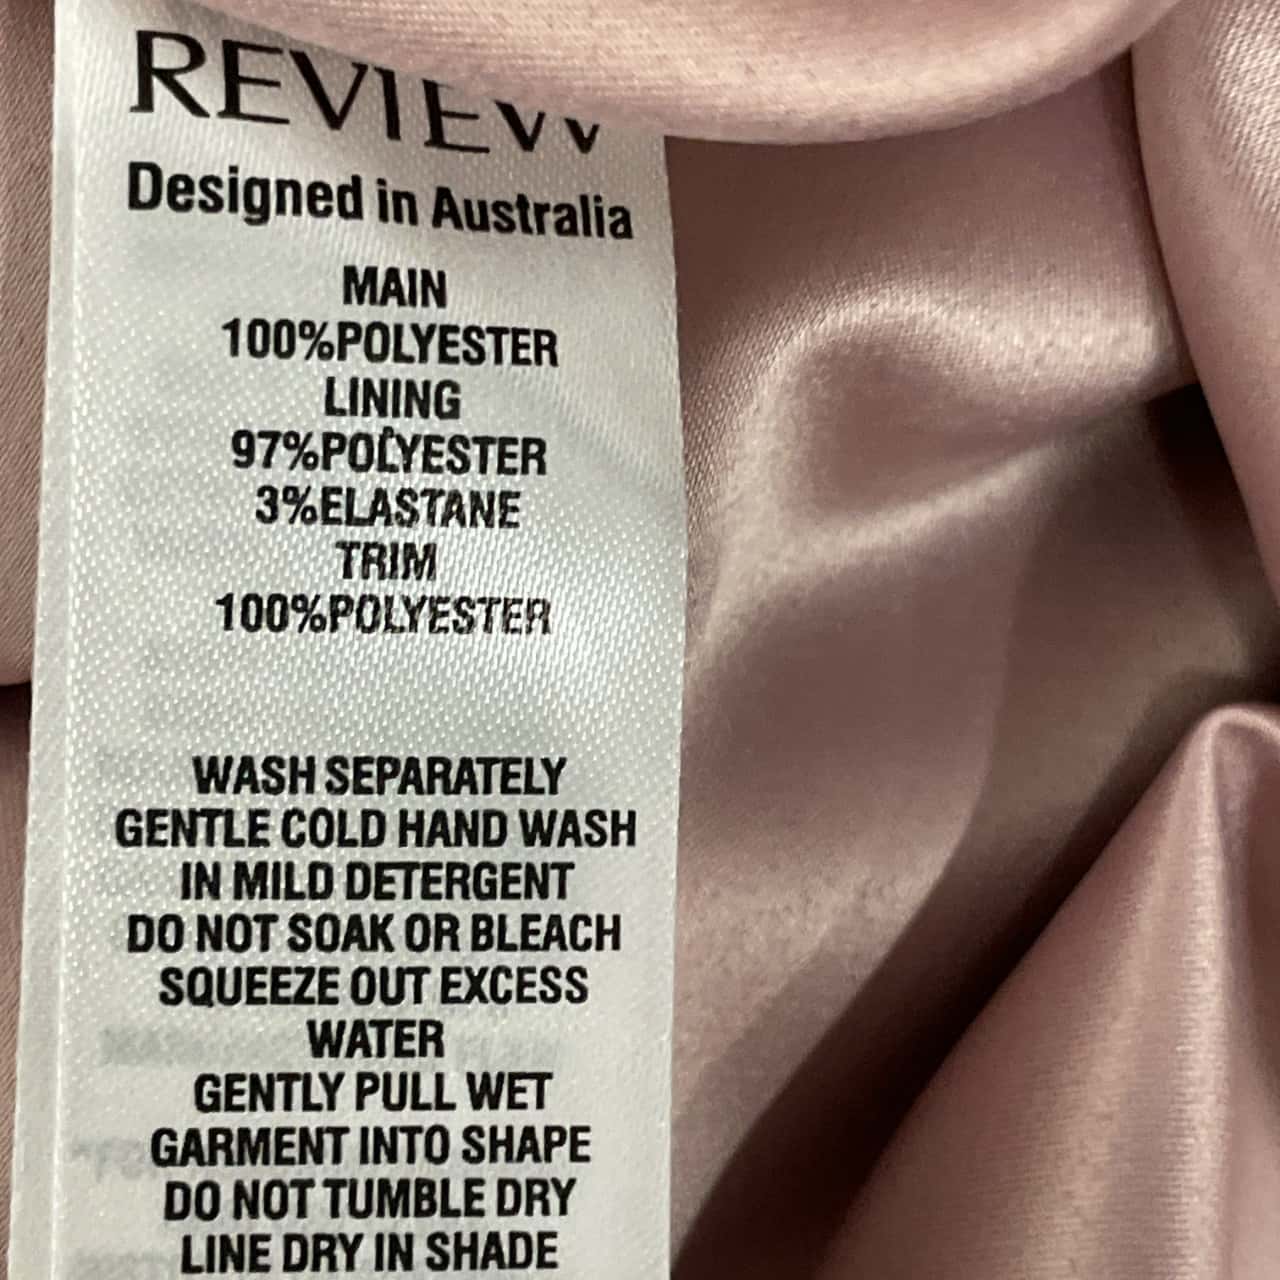 REVIEW
Designed in Australia
MAIN
100%POLYESTER
LINING
97%POLYESTER
3%ELASTANE
TRIM
100%POLYESTER
WASH SEPARATELY
GENTLE COLD HAND WASH
IN MILD DETERGENT
DO NOT SOAK OR BLEACH
SQUEEZE OUT EXCESS
WATER
GENTLY PULL WET
GARMENT INTO SHAPE
DO NOT TUMBLE DRY
LINE DRY IN SHADE